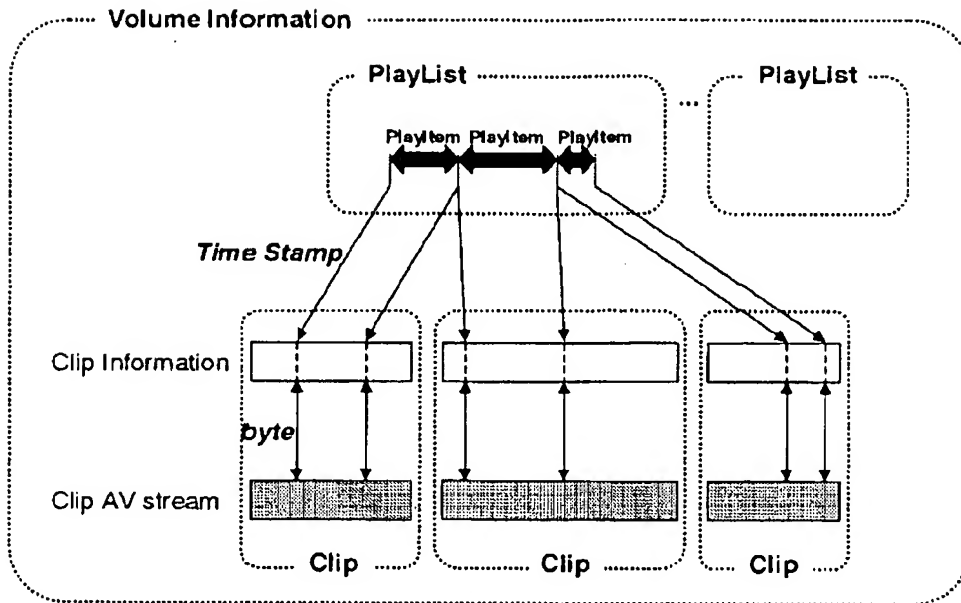 Volume Information
PlayList
PlayList
...
PlayItem PlayItem PlayItem
Time Stamp
Clip Information
byte
Clip AV stream
Clip
Clip
Clip